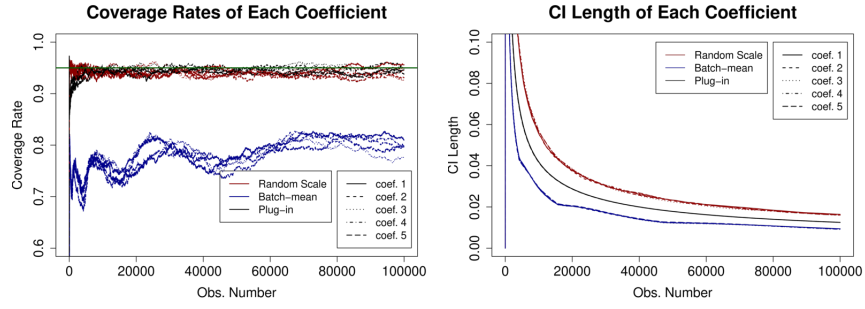 Coverage Rates of Each Coefficient
Coverage Rate
1.0
0.9
0.8
0.7
0.6
Random Scale
Batch−mean
Plug−in
coef. 1
coef. 2
coef. 3
coef. 4
coef. 5
0
20000
40000
60000
80000
100000
Obs. Number
CI Length of Each Coefficient
CI Length
0.10
0.08
0.06
0.04
0.02
0.00
Random Scale
Batch−mean
Plug−in
coef. 1
coef. 2
coef. 3
coef. 4
coef. 5
0
20000
40000
60000
80000
100000
Obs. Number